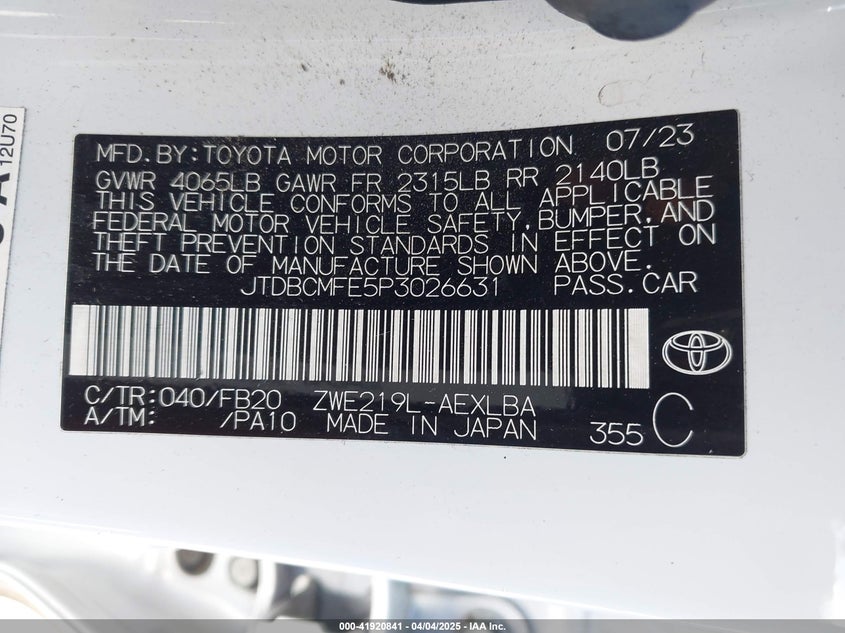 12U70
MFD.BY:TOYOTA MOTOR CORPORATION 07/23
GVWR 4065LB GAWR FR 2315LB RR 2140LB
THIS VEHICLE CONFORMS TO ALL APPLICABLE
FEDERAL MOTOR VEHICLE SAFETY,BUMPER,AND
THEFT PREVENTION STANDARDS IN EFFECT ON
THE DATE OF MANUFACTURE SHOWN ABOVE.
JTDBCMFE5P3026631 PASS.CAR
C/TR:040/FB20 ZWE219L-AEXLBA
A/TM: /PA10 MADE IN JAPAN 355 C
000-41920841 - 04/04/2025 - IAA Inc.